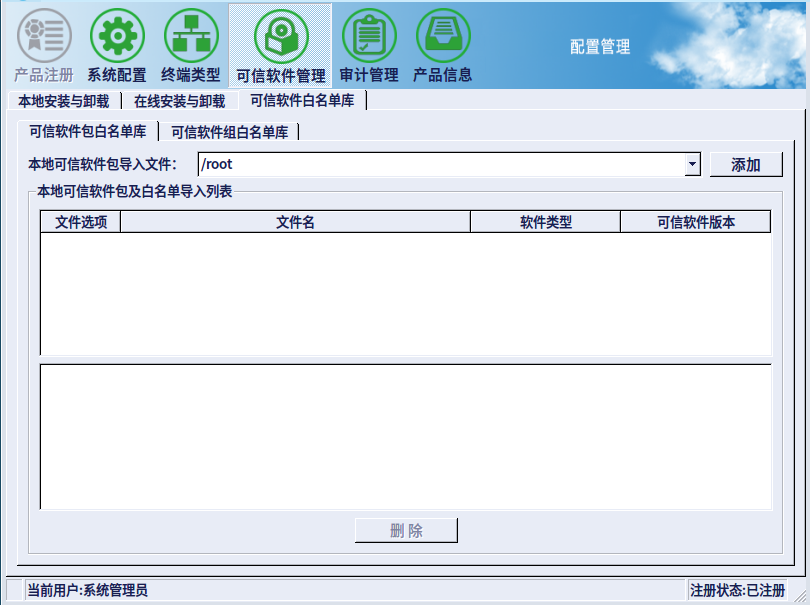 产品注册 系统配置 终端类型 可信软件管理 审计管理 产品信息 配置管理
本地安装与卸载 在线安装与卸载 可信软件白名单库
可信软件包白名单库 可信软件组白名单库
本地可信软件包导入文件: /root 添加
本地可信软件包及白名单导入列表
文件选项 文件名 软件类型 可信软件版本
删 除
当前用户:系统管理员 注册状态:已注册